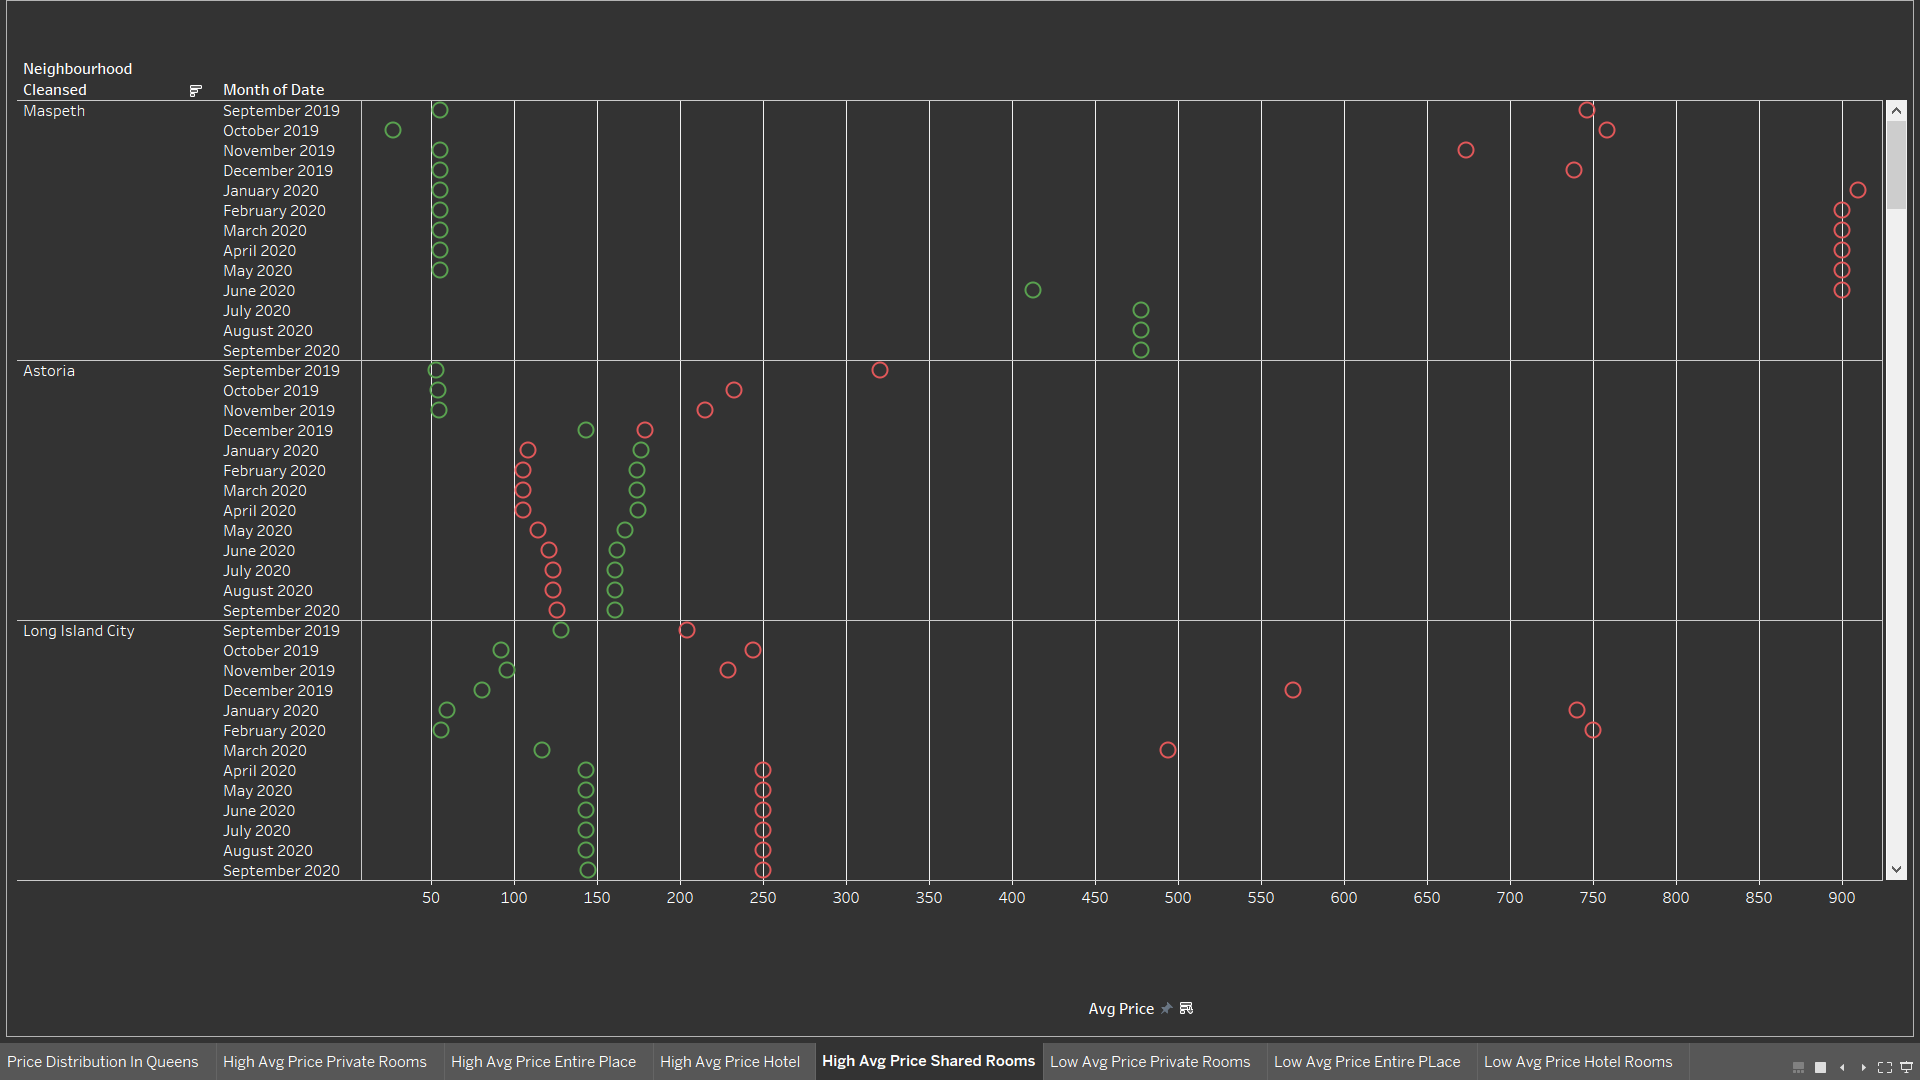 Neighbourhood
Cleansed Month of Date
Maspeth September 2019
October 2019
November 2019
December 2019
January 2020
February 2020
March 2020
April 2020
May 2020
June 2020
July 2020
August 2020
September 2020
Astoria September 2019
October 2019
November 2019
December 2019
January 2020
February 2020
March 2020
April 2020
May 2020
June 2020
July 2020
August 2020
September 2020
Long Island City September 2019
October 2019
November 2019
December 2019
January 2020
February 2020
March 2020
April 2020
May 2020
June 2020
July 2020
August 2020
September 2020
50 100 150 200 250 300 350 400 450 500 550 600 650 700 750 800 850 900
Avg Price
Price Distribution In Queens High Avg Price Private Rooms High Avg Price Entire Place High Avg Price Hotel High Avg Price Shared Rooms Low Avg Price Private Rooms Low Avg Price Entire PLace Low Avg Price Hotel Rooms